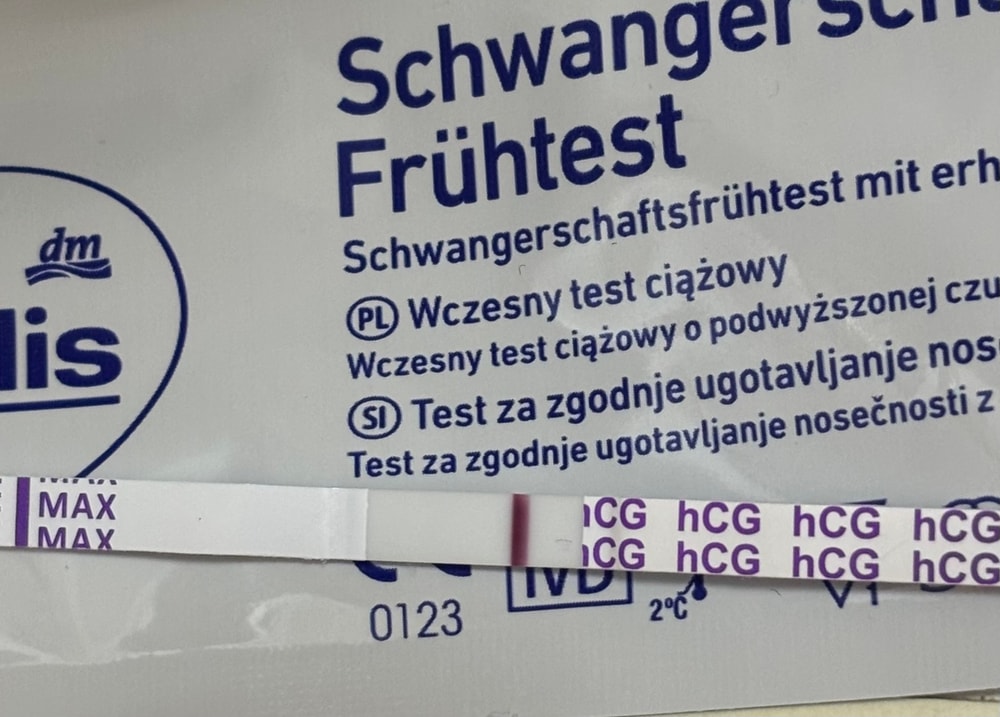 Schwangersch
Frühtest
Schwangerschaftsfrühtest mit erh
dm
lis
PL Wczesny test ciążowy
Wczesny test ciążowy o podwyższonej czu
SI Test za zgodnje ugotavljanje nos
Test za zgodnje ugotavljanje nosečnosti z
MAX
MAX
hCG hCG hCG hCG
hCG hCG hCG hCG
IVD
0123
2°C